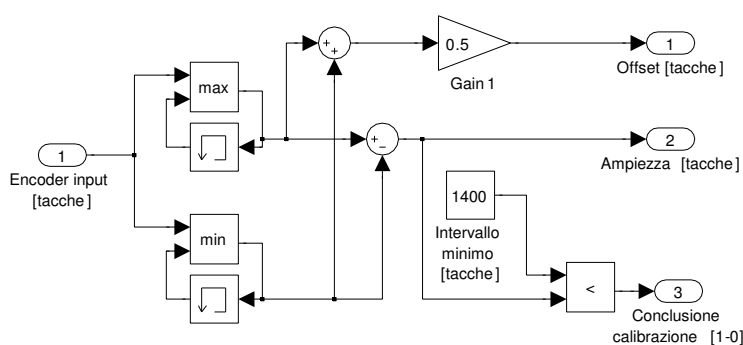 max
1
Encoder input
[tacche]
min
0.5
Gain 1
1
Offset [tacche]
2
Ampiezza [tacche]
1400
Intervallo
minimo
[tacche]
<
3
Conclusione
calibrazione [1-0]
+
+
+
−